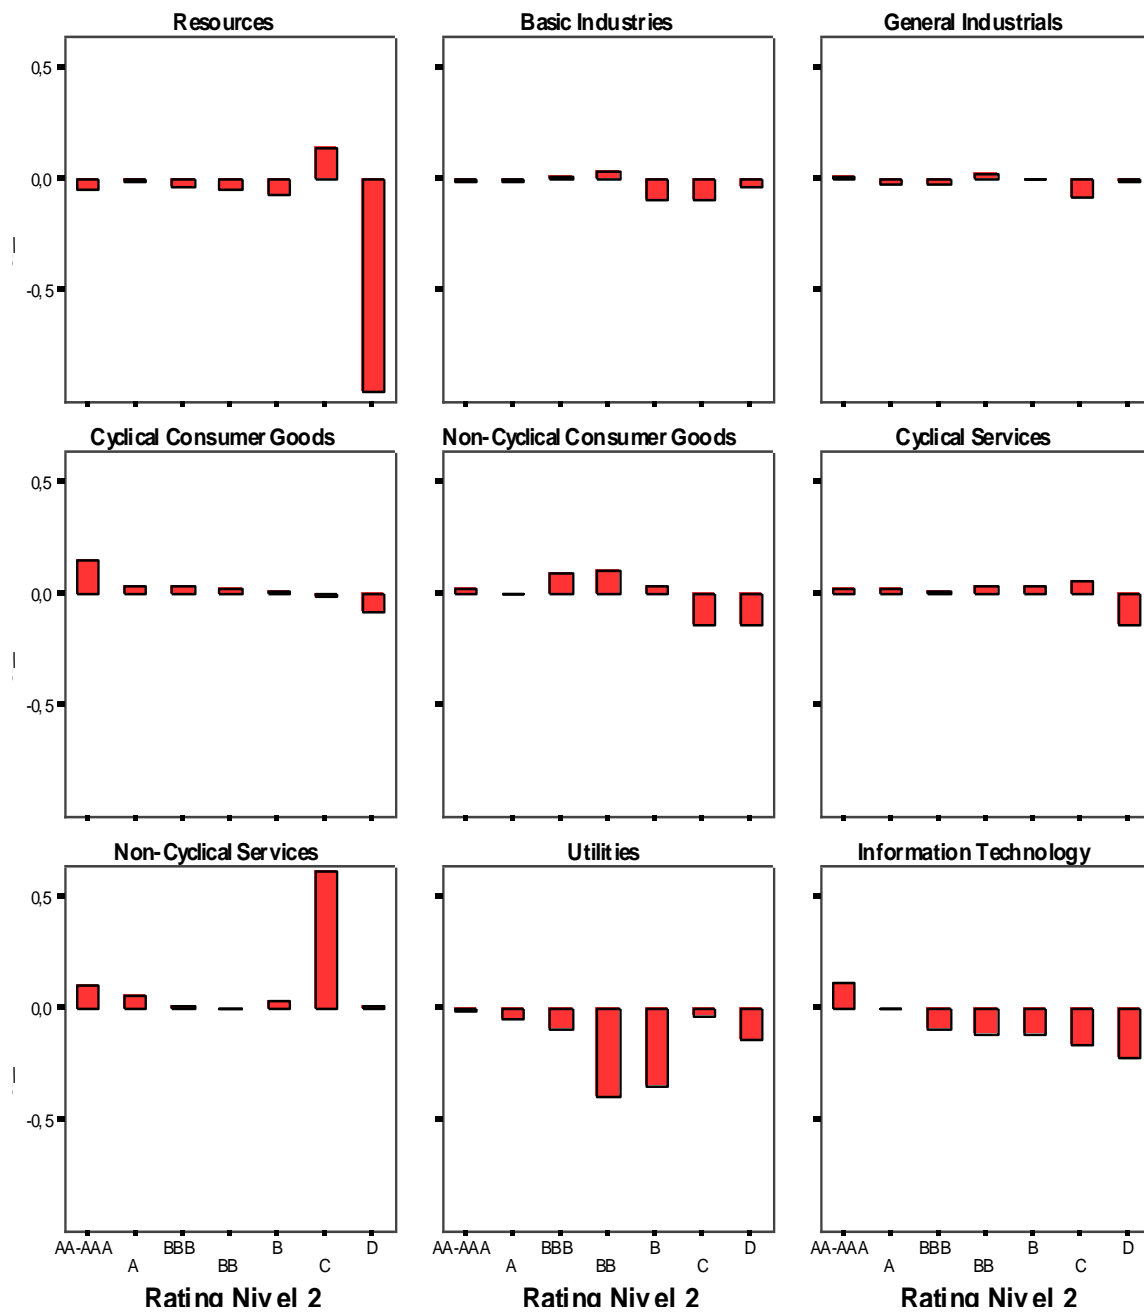 Resources Basic Industries General Industrials
0,5
0,0
-0,5
Cyclical Consumer Goods Non-Cyclical Consumer Goods Cyclical Services
0,5
0,0
-0,5
Non-Cyclical Services Utilities Information Technology
0,5
0,0
-0,5
AA-AAA BBB B D AA-AAA BBB B D AA-AAA BBB B D
A BB C A BB C A BB C
Rating Nivel 2 Rating Nivel 2 Rating Nivel 2